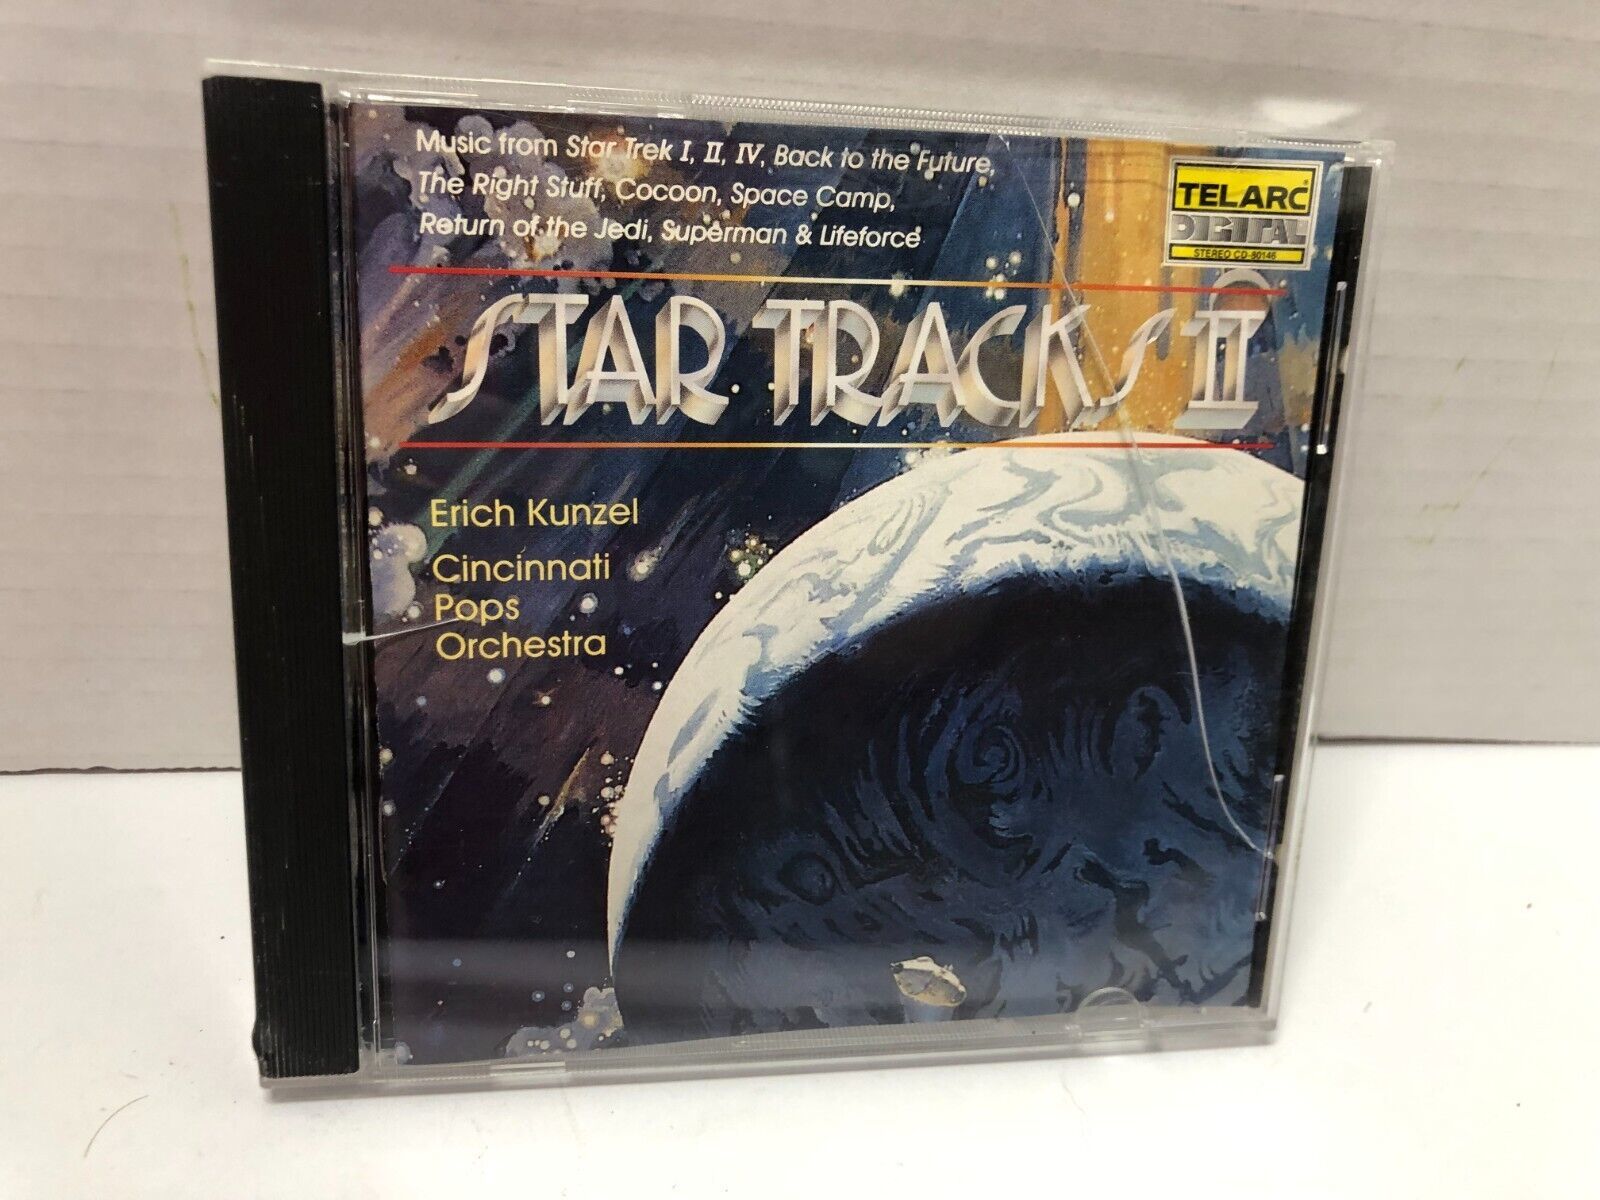 Music from Star Trek I, II, IV, Back to the Future,
The Right Stuff, Cocoon, Space Camp,
Return of the Jedi, Superman & Lifeforce
TELARC®
DIGITAL
STEREO CD-80146
STAR TRACKS II
Erich Kunzel
Cincinnati
Pops
Orchestra